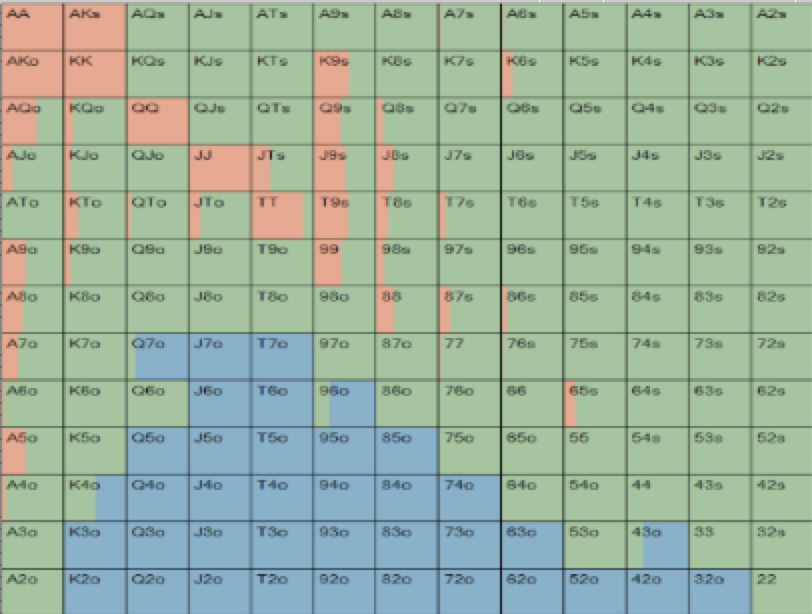 AA AKs AQs AJs ATs A9s A8s A7s A6s A5s A4s A3s A2s
AKo KK KQs KJs KTs K9s K8s K7s K6s K5s K4s K3s K2s
AQo KQo QQ QJs QTs Q9s Q8s Q7s Q6s Q5s Q4s Q3s Q2s
AJo KJo QJo JJ JTs J9s J8s J7s J6s J5s J4s J3s J2s
ATo KTo QTo JTo TT T9s T8s T7s T6s T5s T4s T3s T2s
A9o K9o Q9o J9o T9o 99 98s 97s 96s 95s 94s 93s 92s
A8o K8o Q8o J8o T8o 98o 88 87s 86s 85s 84s 83s 82s
A7o K7o Q7o J7o T7o 97o 87o 77 76s 75s 74s 73s 72s
A6o K6o Q6o J6o T6o 96o 86o 76o 66 65s 64s 63s 62s
A5o K5o Q5o J5o T5o 95o 85o 75o 65o 55 54s 53s 52s
A4o K4o Q4o J4o T4o 94o 84o 74o 64o 54o 44 43s 42s
A3o K3o Q3o J3o T3o 93o 83o 73o 63o 53o 43o 33 32s
A2o K2o Q2o J2o T2o 92o 82o 72o 62o 52o 42o 32o 22